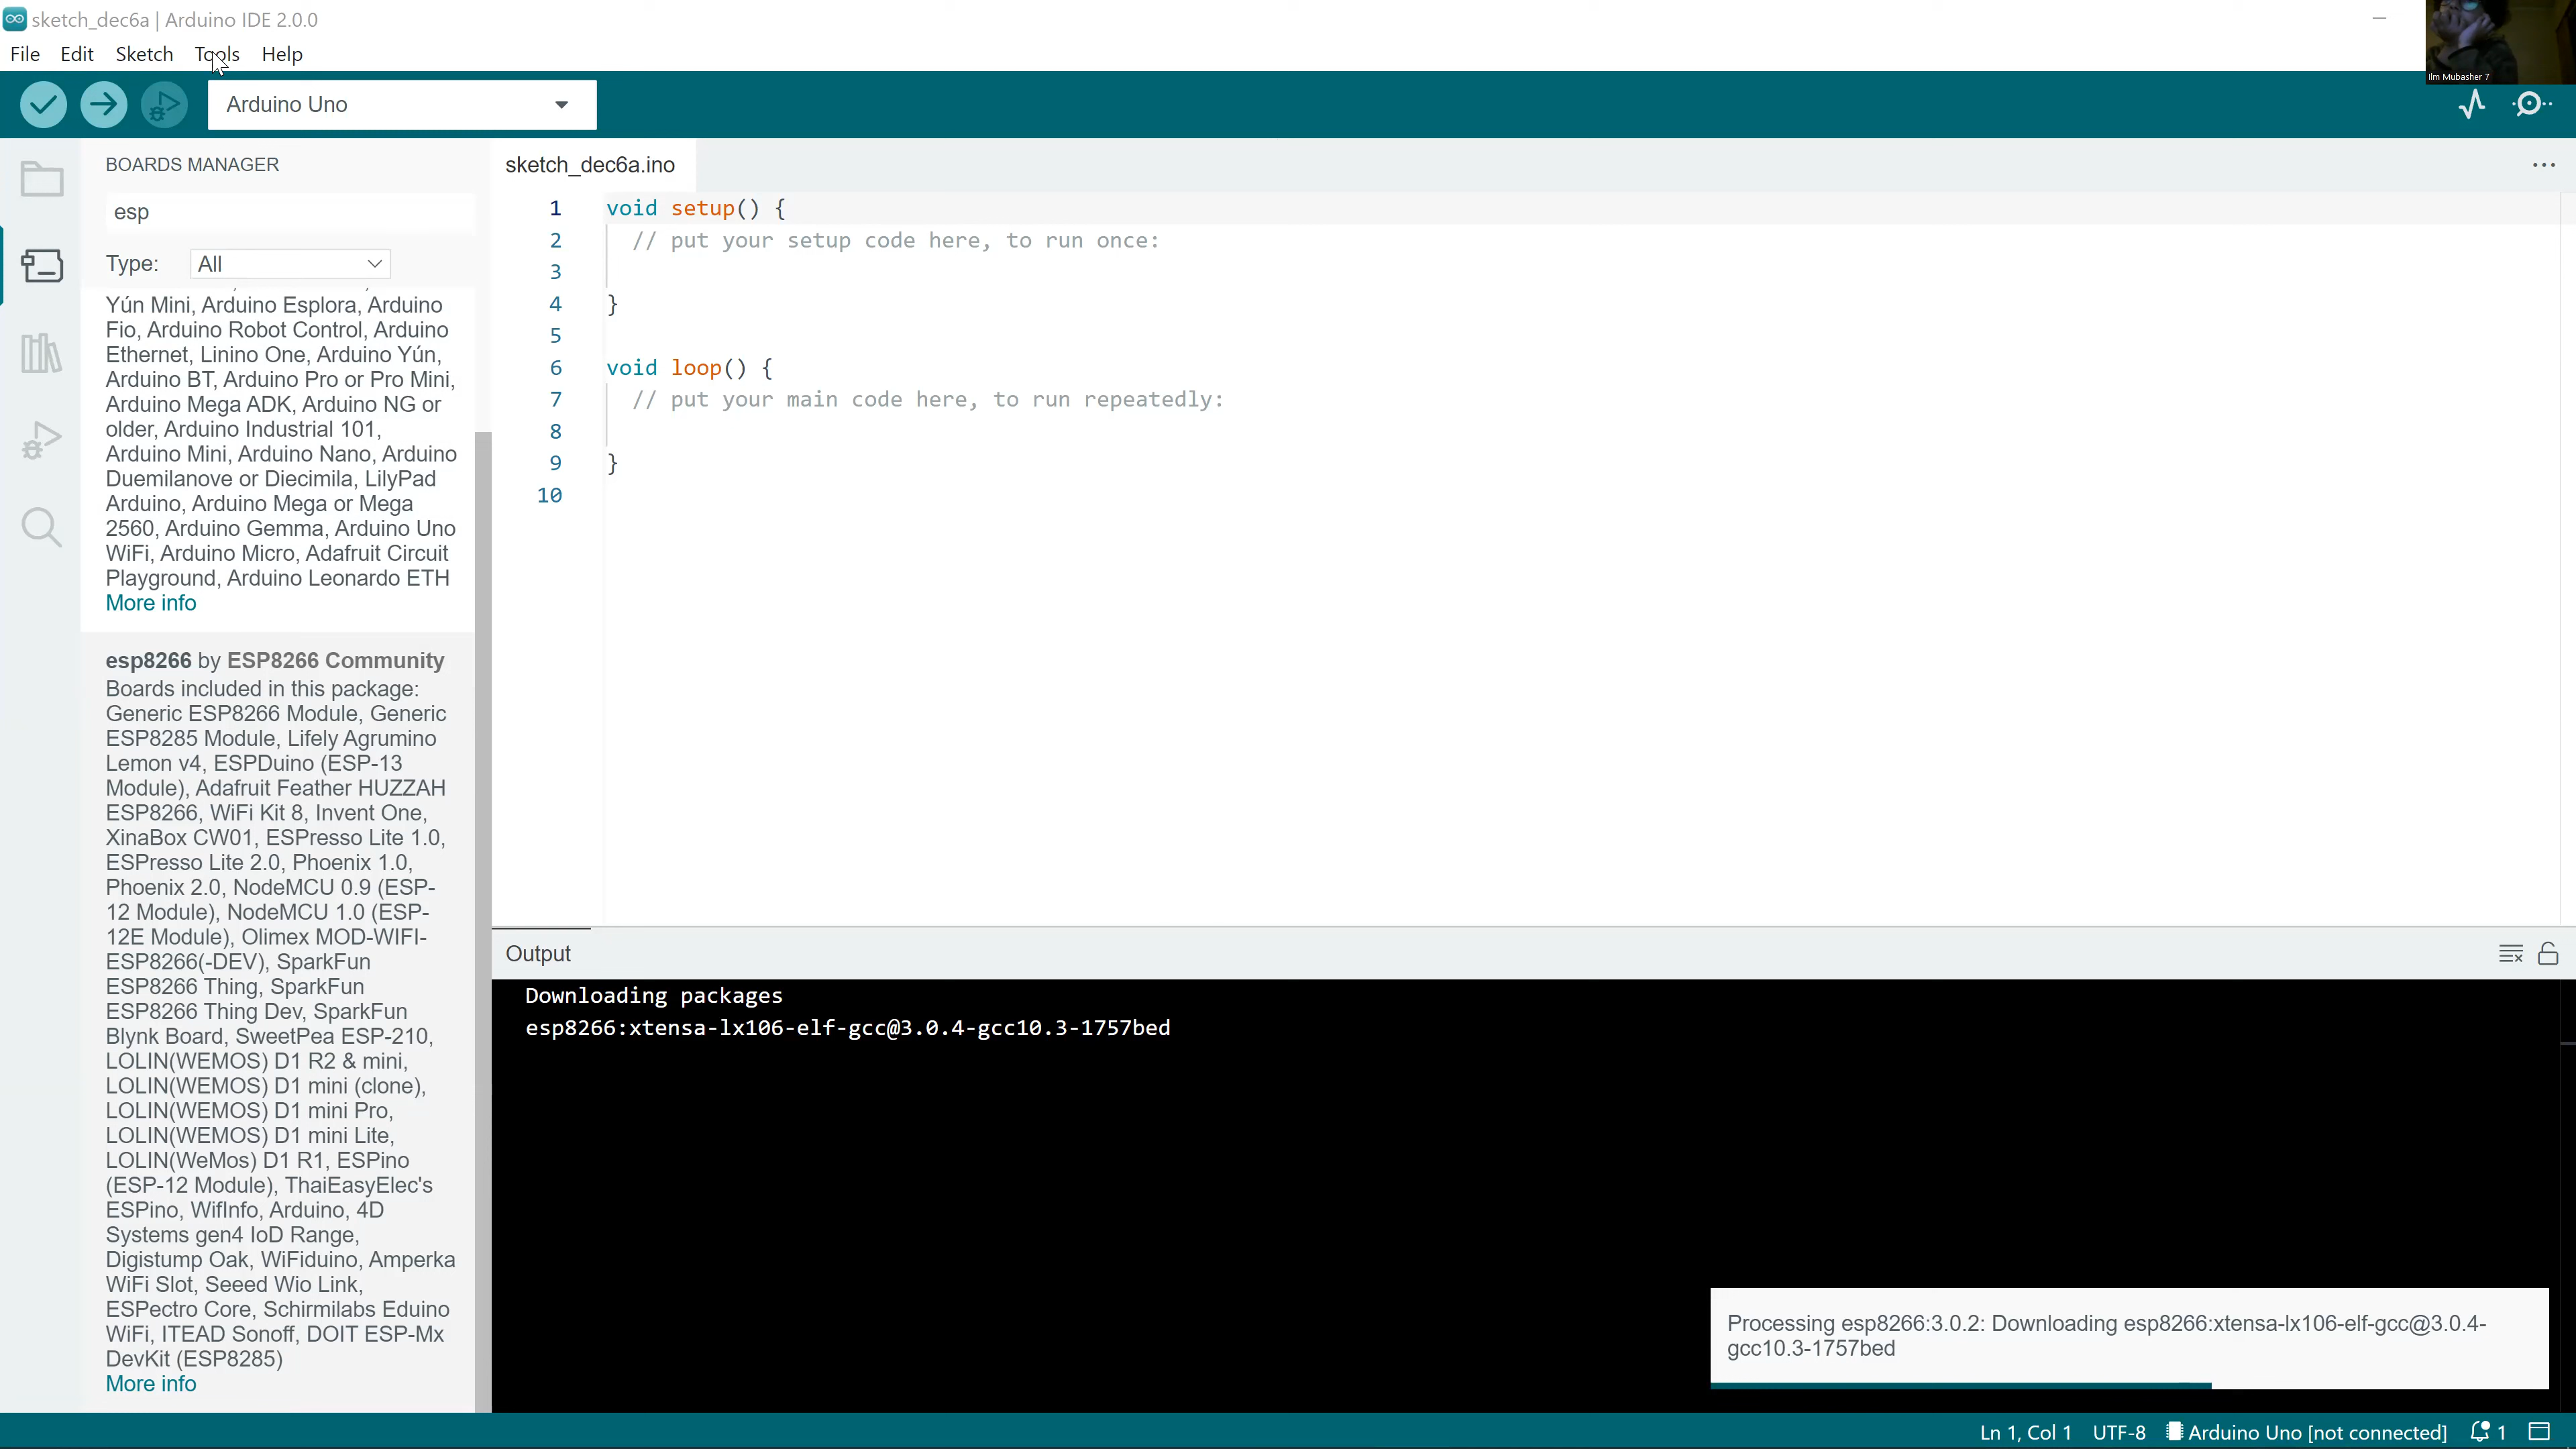 sketch_dec6a | Arduino IDE 2.0.0
File Edit Sketch Tools Help
Ilm Mubasher 7
Arduino Uno
BOARDS MANAGER
esp
Type: All
Yún Mini, Arduino Esplora, Arduino
Fio, Arduino Robot Control, Arduino
Ethernet, Linino One, Arduino Yún,
Arduino BT, Arduino Pro or Pro Mini,
Arduino Mega ADK, Arduino NG or
older, Arduino Industrial 101,
Arduino Mini, Arduino Nano, Arduino
Duemilanove or Diecimila, LilyPad
Arduino, Arduino Mega or Mega
2560, Arduino Gemma, Arduino Uno
WiFi, Arduino Micro, Adafruit Circuit
Playground, Arduino Leonardo ETH
More info
esp8266 by ESP8266 Community
Boards included in this package:
Generic ESP8266 Module, Generic
ESP8285 Module, Lifely Agrumino
Lemon v4, ESPDuino (ESP-13
Module), Adafruit Feather HUZZAH
ESP8266, WiFi Kit 8, Invent One,
XinaBox CW01, ESPresso Lite 1.0,
ESPresso Lite 2.0, Phoenix 1.0,
Phoenix 2.0, NodeMCU 0.9 (ESP-
12 Module), NodeMCU 1.0 (ESP-
12E Module), Olimex MOD-WIFI-
ESP8266(-DEV), SparkFun
ESP8266 Thing, SparkFun
ESP8266 Thing Dev, SparkFun
Blynk Board, SweetPea ESP-210,
LOLIN(WEMOS) D1 R2 & mini,
LOLIN(WEMOS) D1 mini (clone),
LOLIN(WEMOS) D1 mini Pro,
LOLIN(WEMOS) D1 mini Lite,
LOLIN(WeMos) D1 R1, ESPino
(ESP-12 Module), ThaiEasyElec's
ESPino, WifInfo, Arduino, 4D
Systems gen4 IoD Range,
Digistump Oak, WiFiduino, Amperka
WiFi Slot, Seeed Wio Link,
ESPectro Core, Schirmilabs Eduino
WiFi, ITEAD Sonoff, DOIT ESP-Mx
DevKit (ESP8285)
More info
sketch_dec6a.ino
1 void setup() {
2 // put your setup code here, to run once:
3
4 }
5
6 void loop() {
7 // put your main code here, to run repeatedly:
8
9 }
10
Output
Downloading packages
esp8266:xtensa-lx106-elf-gcc@3.0.4-gcc10.3-1757bed
Processing esp8266:3.0.2: Downloading esp8266:xtensa-lx106-elf-gcc@3.0.4-
gcc10.3-1757bed
Ln 1, Col 1 UTF-8 Arduino Uno [not connected] 1